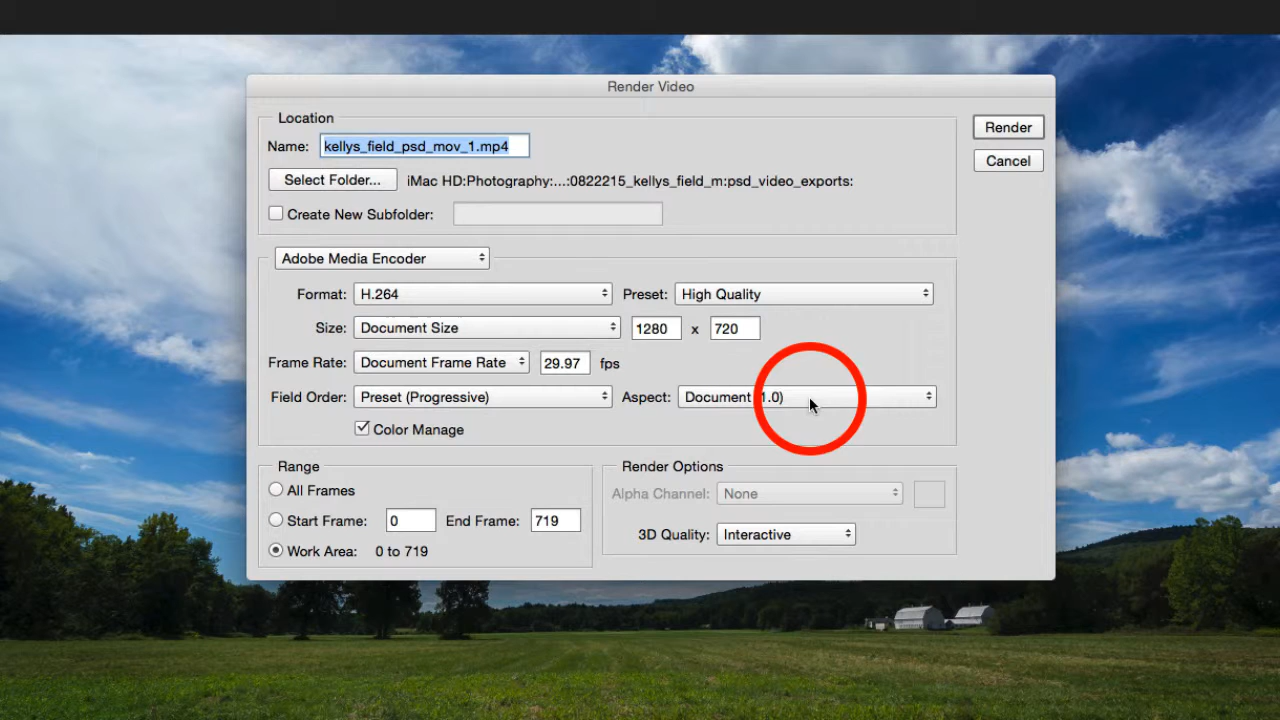 Render Video
Location
Name: kellys_field_psd_mov_1.mp4
Render
Cancel
Select Folder... iMac HD:Photography:...:0822215_kellys_field_m:psd_video_exports:
Create New Subfolder:
Adobe Media Encoder
Format: H.264 Preset: High Quality
Size: Document Size 1280 x 720
Frame Rate: Document Frame Rate 29.97 fps
Field Order: Preset (Progressive) Aspect: Document (1.0)
Color Manage
Range
All Frames
Start Frame: 0 End Frame: 719
Work Area: 0 to 719
Render Options
Alpha Channel: None
3D Quality: Interactive